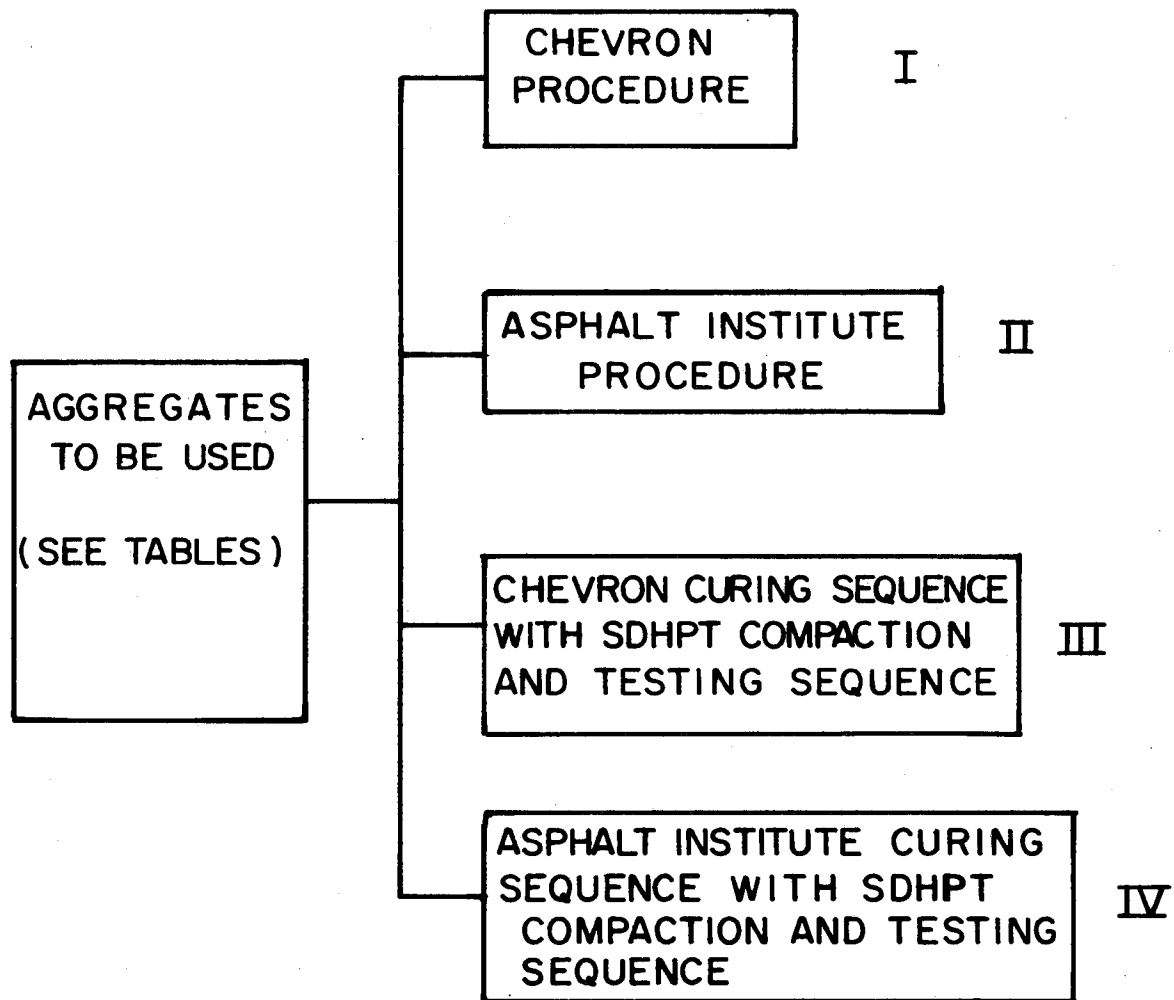 CHEVRON
PROCEDURE
I
ASPHALT INSTITUTE
PROCEDURE
II
AGGREGATES
TO BE USED
(SEE TABLES)
CHEVRON CURING SEQUENCE
WITH SDHPT COMPACTION
AND TESTING SEQUENCE
III
ASPHALT INSTITUTE CURING
SEQUENCE WITH SDHPT
COMPACTION AND TESTING
SEQUENCE
IV